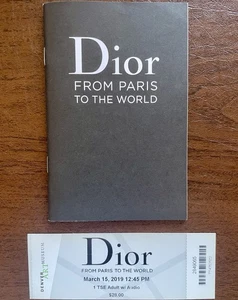 Dior
FROM PARIS
TO THE WORLD
DENVER
ART
MUSEUM
Dior
FROM PARIS TO THE WORLD
March 15, 2019 12:45 PM
1 TBE Adult w/ Audio
$28.00